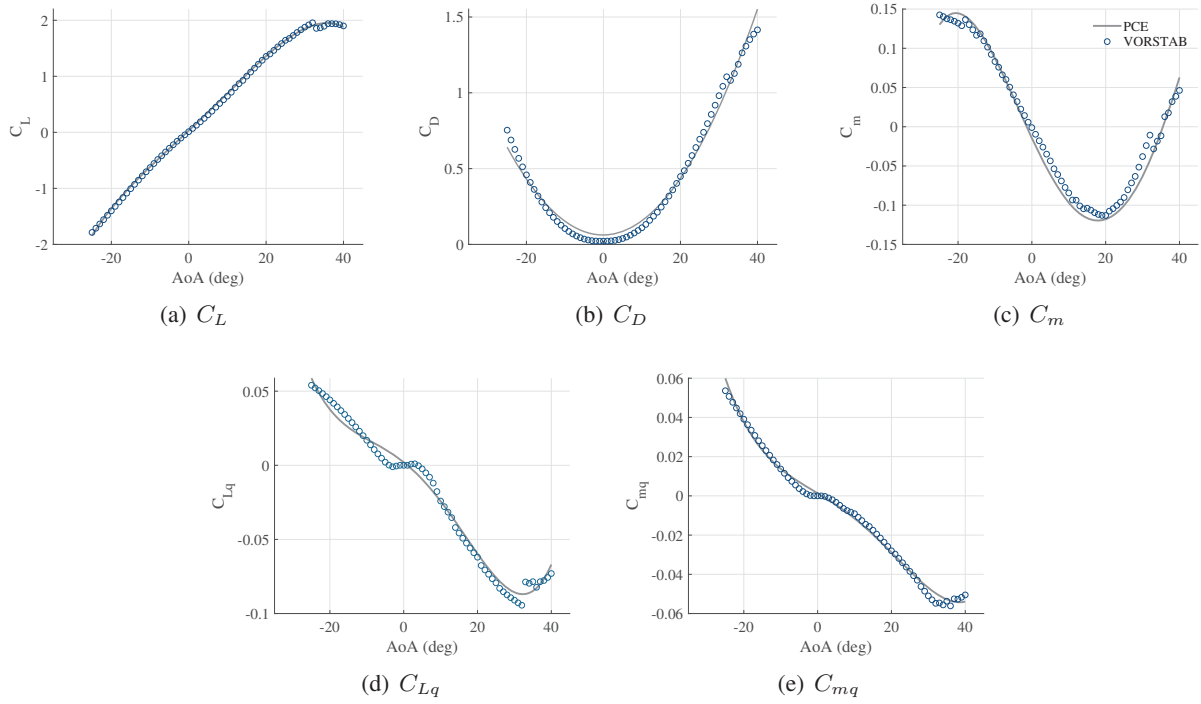 2
1
0
-1
-2
C_L
-20
0
20
40
AoA (deg)
(a) C_L
1.5
1
0.5
0
C_D
-20
0
20
40
AoA (deg)
(b) C_D
0.15
0.1
0.05
0
-0.05
-0.1
-0.15
C_m
PCE
VORSTAB
-20
0
20
40
AoA (deg)
(c) C_m
0.05
0
-0.05
-0.1
C_Lq
-20
0
20
40
AoA (deg)
(d) C_Lq
0.06
0.04
0.02
0
-0.02
-0.04
-0.06
C_mq
-20
0
20
40
AoA (deg)
(e) C_mq